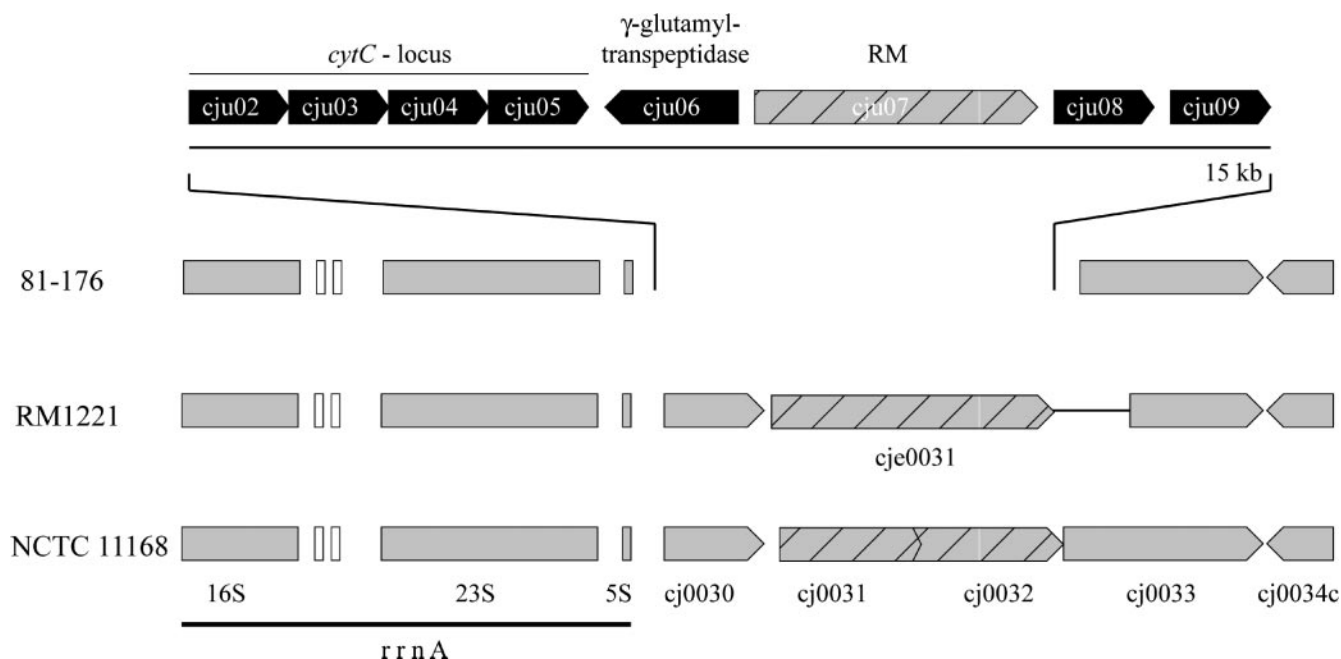 γ-glutamyl-
cytC - locus transpeptidase RM
cju02 cju03 cju04 cju05 cju06 cju07 cju08 cju09
15 kb
81-176
RM1221
cje0031
NCTC 11168
16S 23S 5S cj0030 cj0031 cj0032 cj0033 cj0034c
r r n A